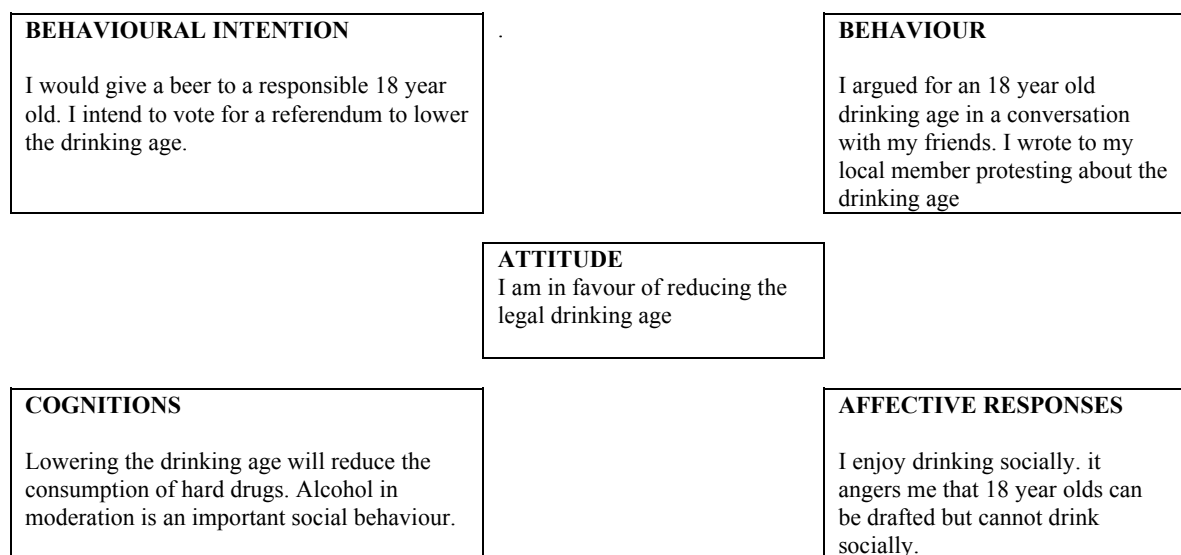 BEHAVIOURAL INTENTION
I would give a beer to a responsible 18 year
old. I intend to vote for a referendum to lower
the drinking age.
.
BEHAVIOUR
I argued for an 18 year old
drinking age in a conversation
with my friends. I wrote to my
local member protesting about the
drinking age
ATTITUDE
I am in favour of reducing the
legal drinking age
COGNITIONS
Lowering the drinking age will reduce the
consumption of hard drugs. Alcohol in
moderation is an important social behaviour.
AFFECTIVE RESPONSES
I enjoy drinking socially. it
angers me that 18 year olds can
be drafted but cannot drink
socially.